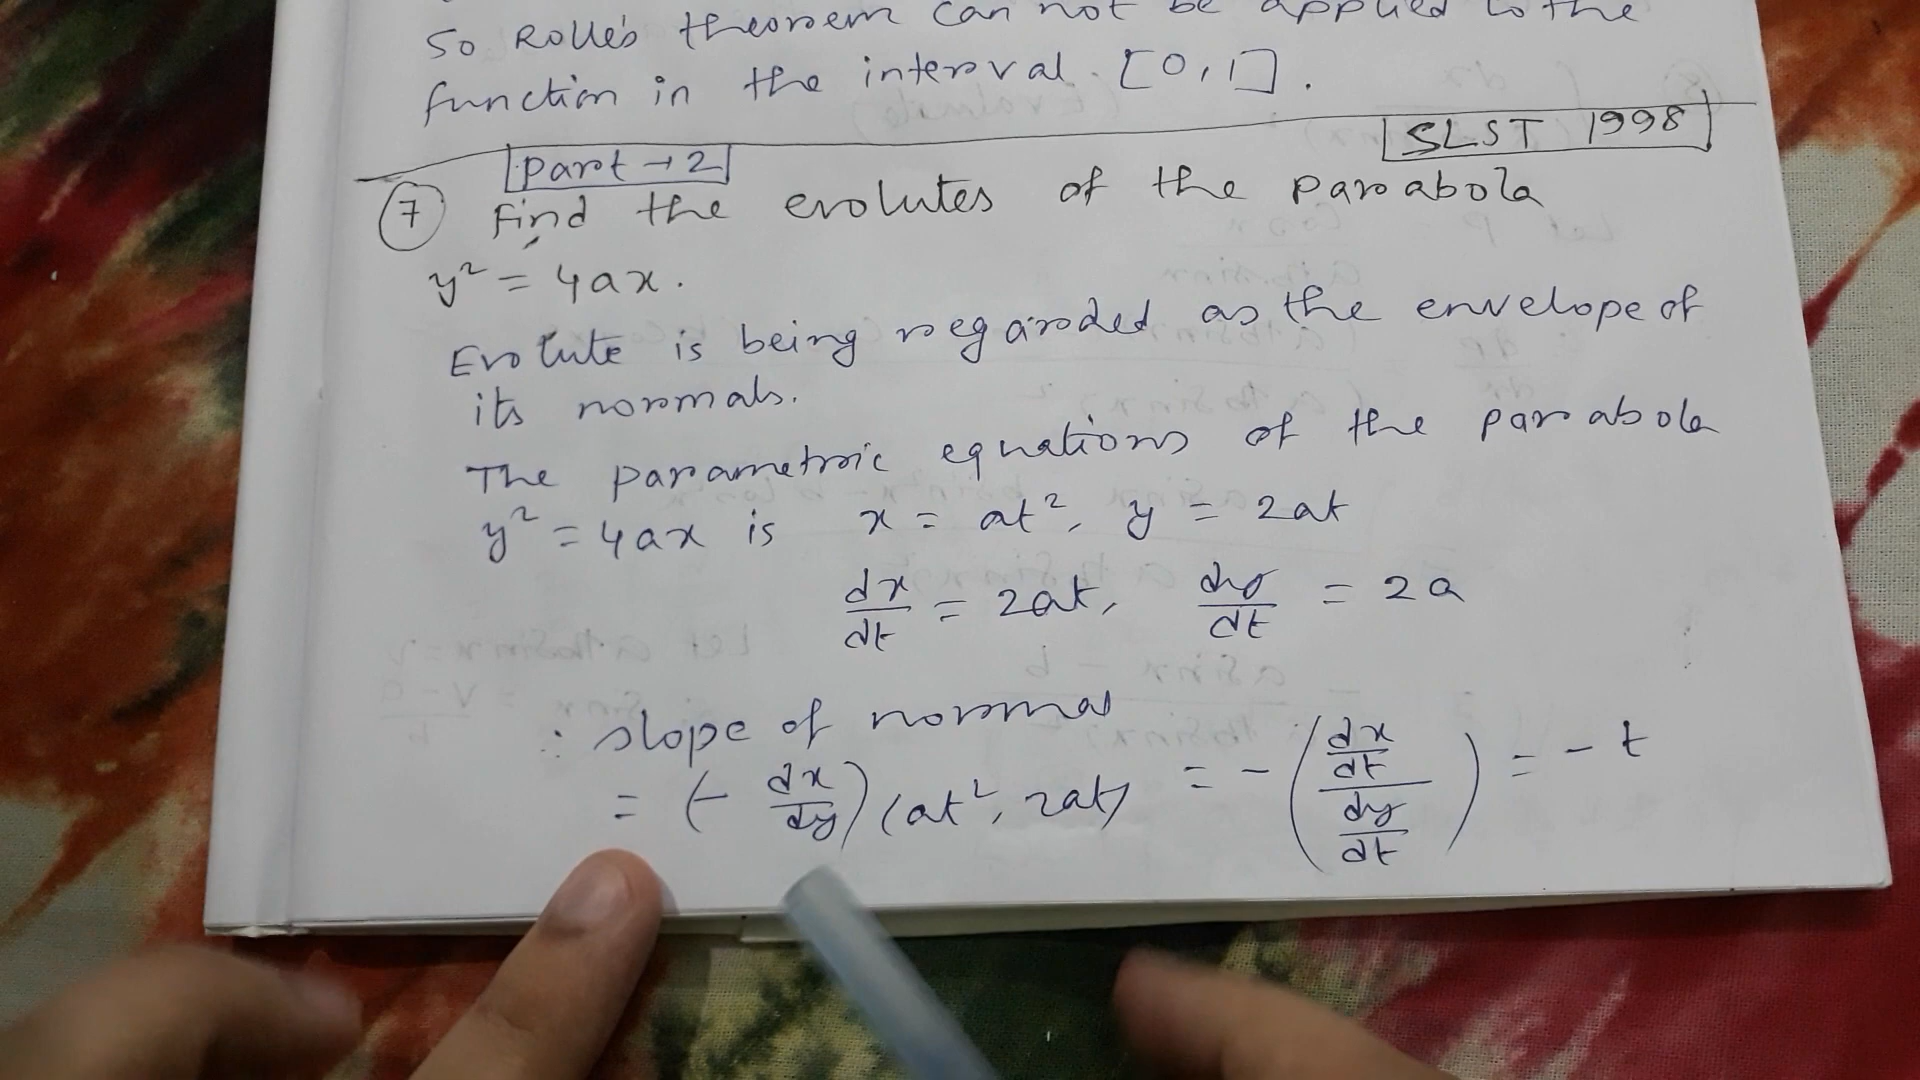 So Rolle's theorem can not be applied to the
function in the interval [0,1].
SLST 1998
Part → 2
7 Find the evolutes of the parabola
y² = 4ax.
Evolute is being regarded as the envelope of
its normals.
The parametric equations of the parabola
y² = 4ax is x = at², y = 2at
dx/dt = 2at, dy/dt = 2a
∴ slope of normal
= (- dx/dy) (at², 2at) = - ( (dx/dt) / (dy/dt) ) = - t